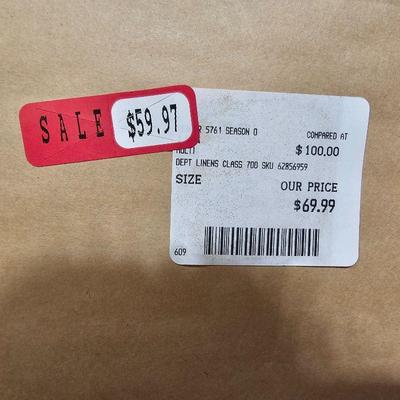 SALE $59.97
5761 SEASON 0 COMPARED AT
MULTI $100.00
DEPT LINENS CLASS 700 SKU 62856959
SIZE OUR PRICE
$69.99
609